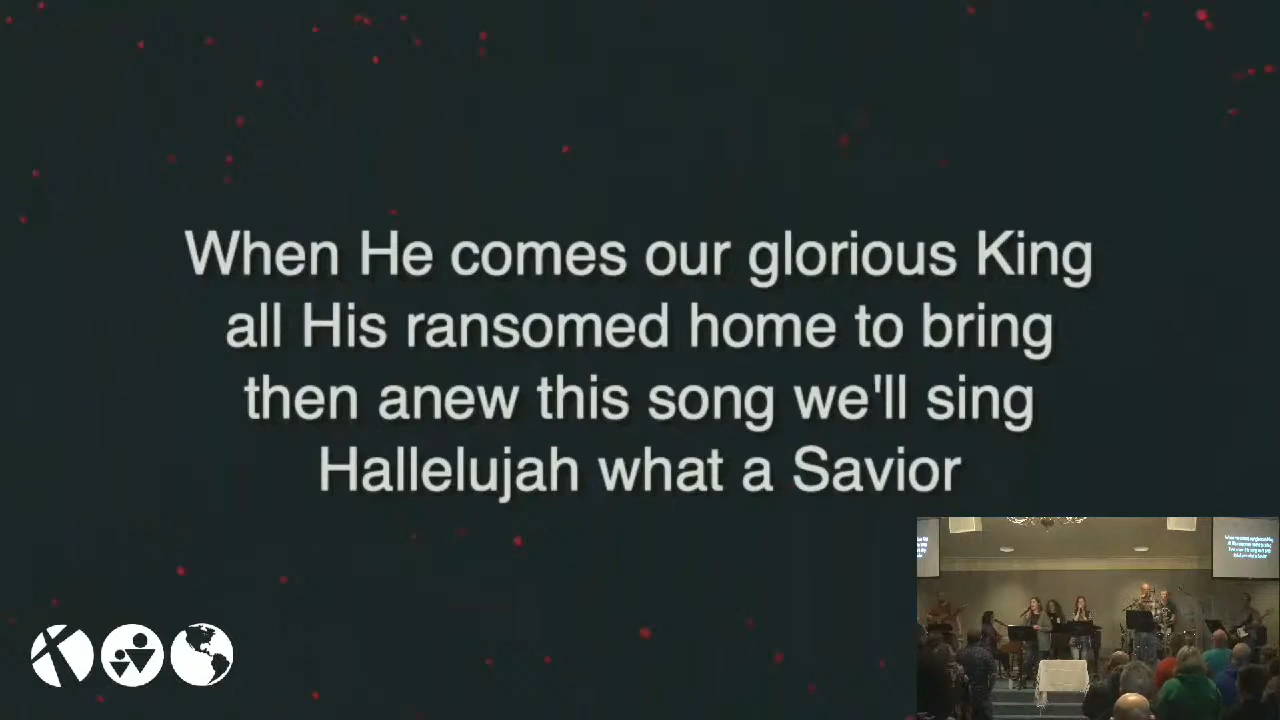 When He comes our glorious King
all His ransomed home to bring
then anew this song we'll sing
Hallelujah what a Savior